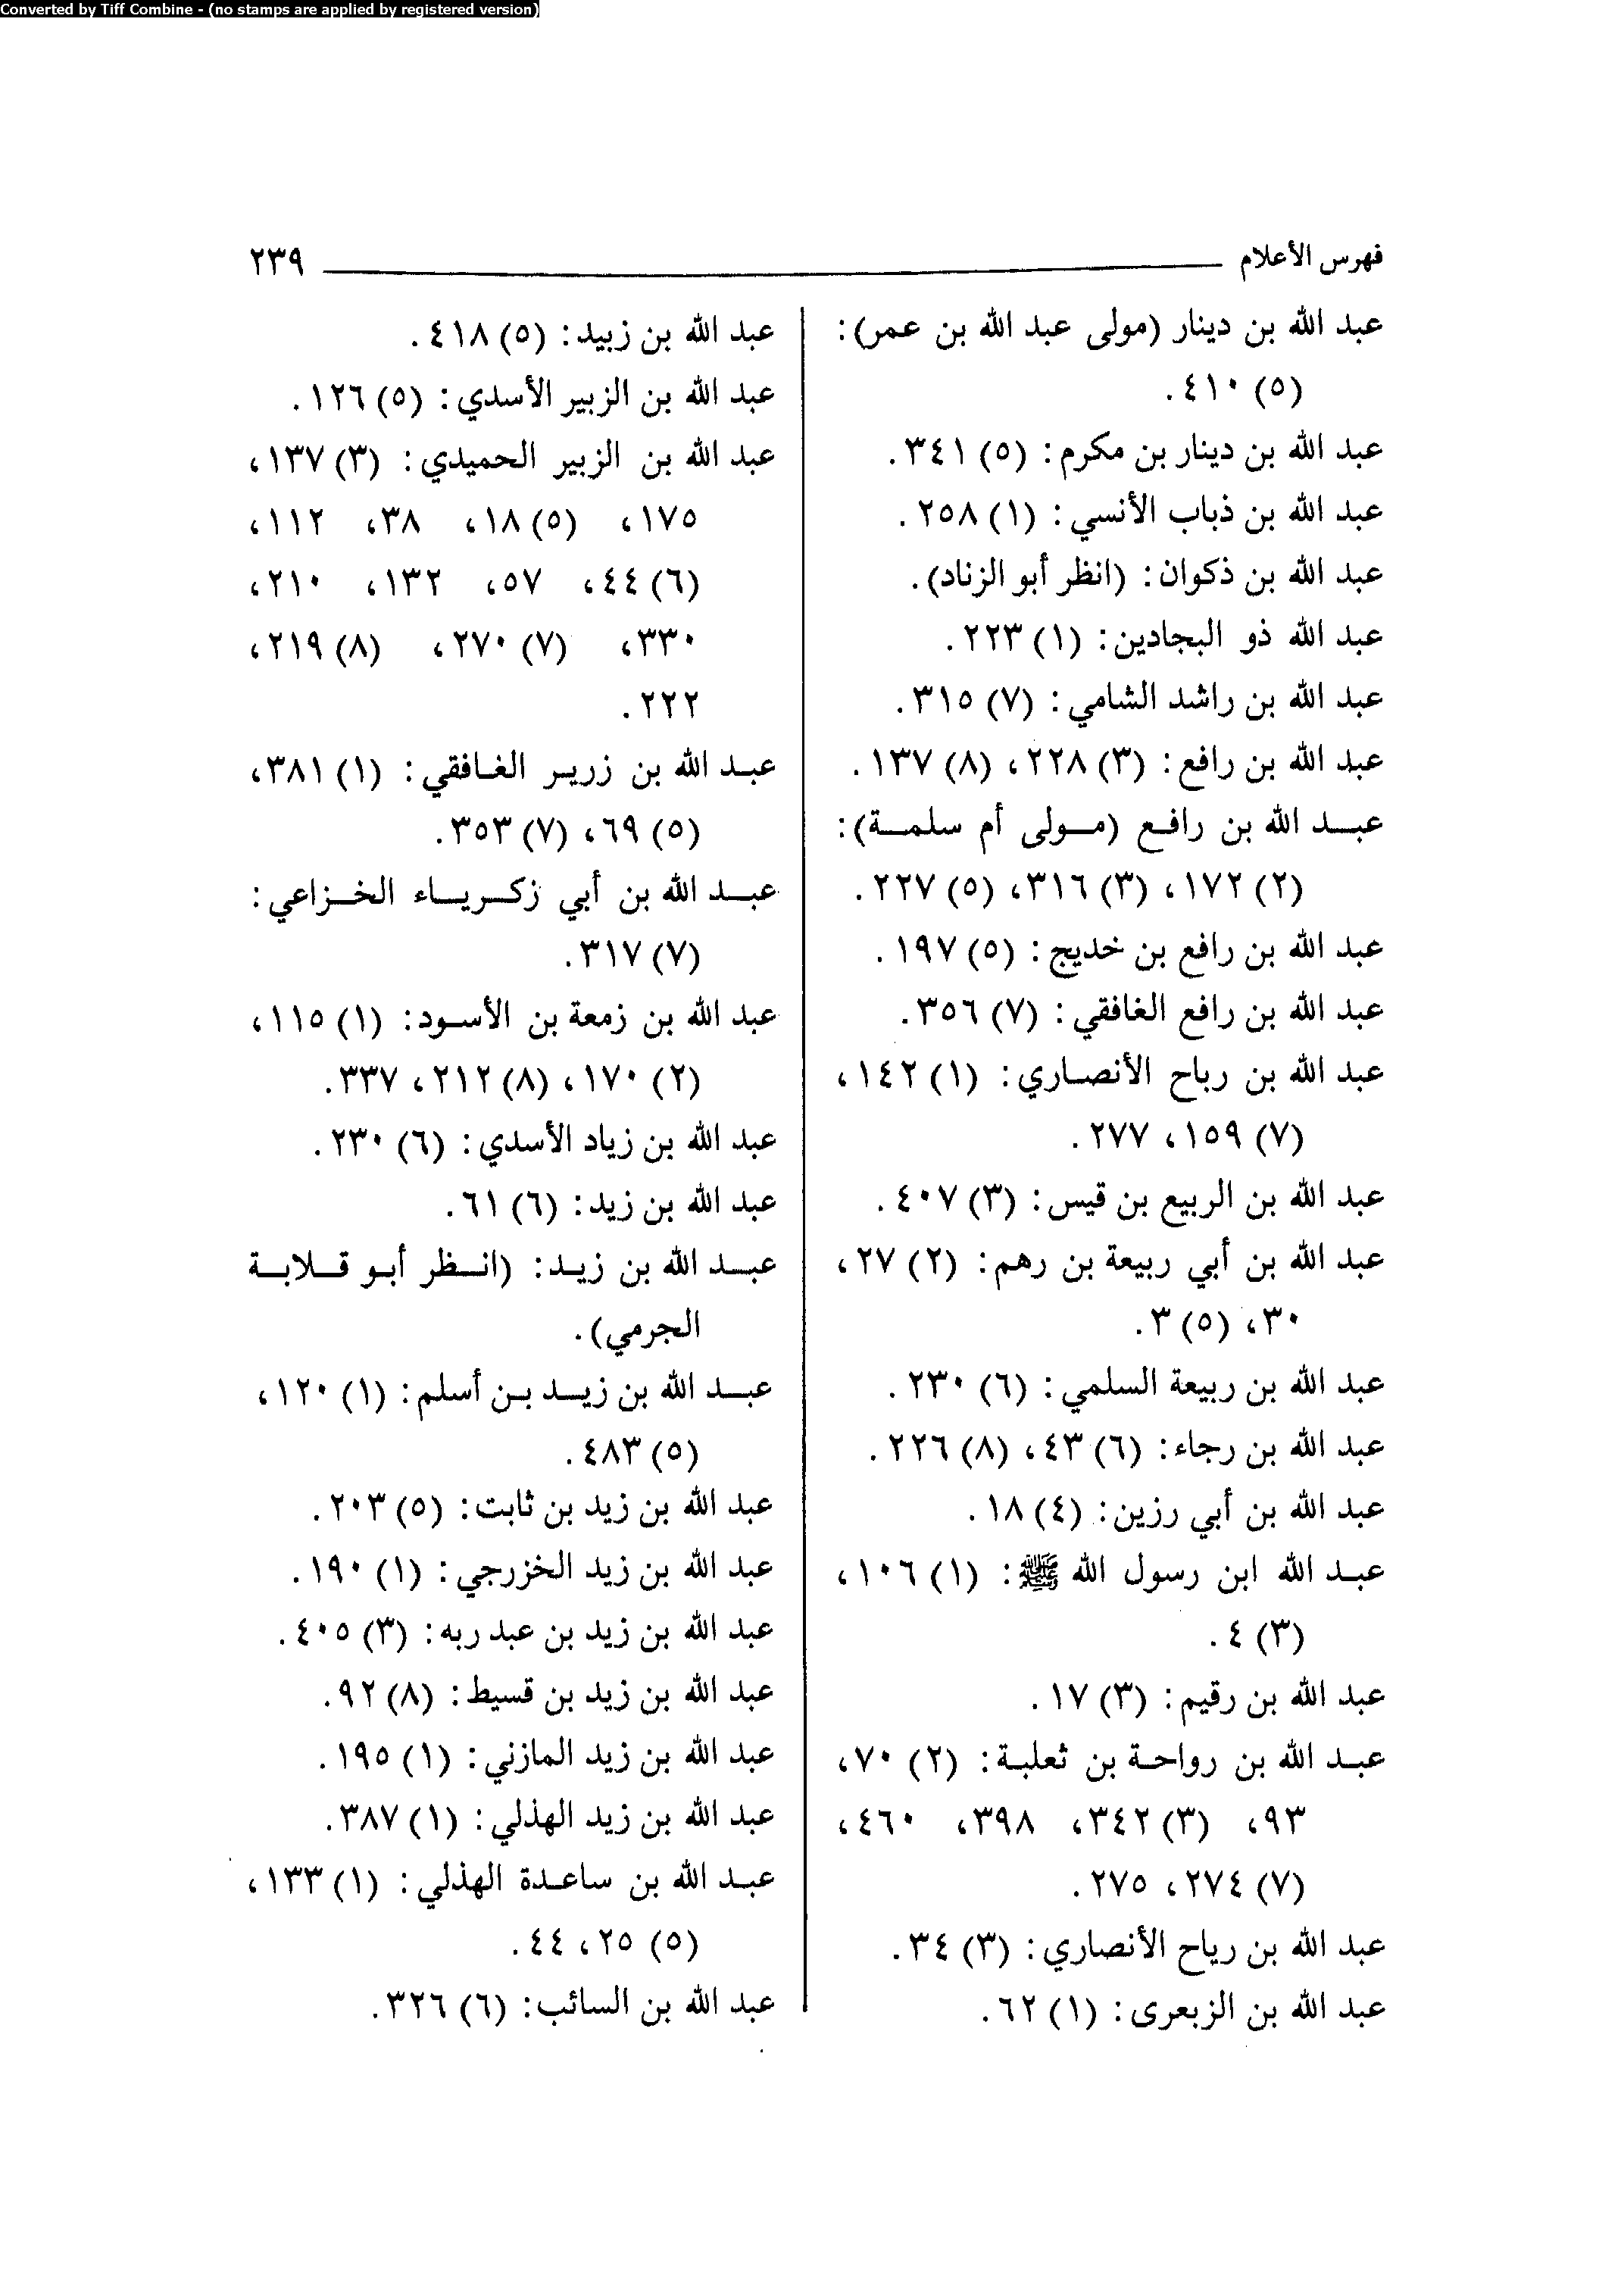 Converted by Tiff Combine - (no stamps are applied by registered version)
فهرس الأعلام ٢٣٩
عبد الله بن دينار (مولى عبد الله بن عمر):
(٥) ٤١٠.
عبد الله بن دينار بن مكرم: (٥) ٣٤١.
عبد الله بن ذباب الأنسي: (١) ٢٥٨.
عبد الله بن ذكوان: (انظر أبو الزناد).
عبد الله ذو البجادين: (١) ٢٢٣.
عبد الله بن راشد الشامي: (٧) ٣١٥.
عبد الله بن رافع: (٣) ٢٢٨، (٨) ١٣٧.
عبد الله بن رافع (مولى أم سلمة):
(٢) ١٧٢، (٣) ٣١٦، (٥) ٢٢٧.
عبد الله بن رافع بن خديج: (٥) ١٩٧.
عبد الله بن رافع الغافقي: (٧) ٣٥٦.
عبد الله بن رباح الأنصاري: (١) ١٤٢،
(٧) ١٥٩، ٢٧٧.
عبد الله بن الربيع بن قيس: (٣) ٤٠٧.
عبد الله بن أبي ربيعة بن رهم: (٢) ٢٧،
٣٠، (٥) ٣.
عبد الله بن ربيعة السلمي: (٦) ٢٣٠.
عبد الله بن رجاء: (٦) ٤٣، (٨) ٢٢٦.
عبد الله بن أبي رزين: (٤) ١٨.
عبد الله ابن رسول الله ﷺ: (١) ١٠٦،
(٣) ٤.
عبد الله بن رقيم: (٣) ١٧.
عبد الله بن رواحة بن ثعلبة: (٢) ٧٠،
٩٣، (٣) ٣٤٢، ٣٩٨، ٤٦٠،
(٧) ٢٧٤، ٢٧٥.
عبد الله بن رياح الأنصاري: (٣) ٣٤.
عبد الله بن الزبعرى: (١) ٦٢.
عبد الله بن زبيد: (٥) ٤١٨.
عبد الله بن الزبير الأسدي: (٥) ١٢٦.
عبد الله بن الزبير الحميدي: (٣) ١٣٧،
١٧٥، (٥) ١٨، ٣٨، ١١٢،
(٦) ٤٤، ٥٧، ١٣٢، ٢١٠،
٣٣٠، (٧) ٢٧٠، (٨) ٢١٩،
٢٢٢.
عبد الله بن زرير الغافقي: (١) ٣٨١،
(٥) ٦٩، (٧) ٣٥٣.
عبد الله بن أبي زكرياء الخزاعي:
(٧) ٣١٧.
عبد الله بن زمعة بن الأسود: (١) ١١٥،
(٢) ١٧٠، (٨) ٢١٢، ٣٣٧.
عبد الله بن زياد الأسدي: (٦) ٢٣٠.
عبد الله بن زيد: (٦) ٦١.
عبد الله بن زيد: (انظر أبو قلابة
الجرمي).
عبد الله بن زيد بن أسلم: (١) ١٢٠،
(٥) ٤٨٣.
عبد الله بن زيد بن ثابت: (٥) ٢٠٣.
عبد الله بن زيد الخزرجي: (١) ١٩٠.
عبد الله بن زيد بن عبد ربه: (٣) ٤٠٥.
عبد الله بن زيد بن قسيط: (٨) ٩٢.
عبد الله بن زيد المازني: (١) ١٩٥.
عبد الله بن زيد الهذلي: (١) ٣٨٧.
عبد الله بن ساعدة الهذلي: (١) ١٣٣،
(٥) ٢٥، ٤٤.
عبد الله بن السائب: (٦) ٣٢٦.